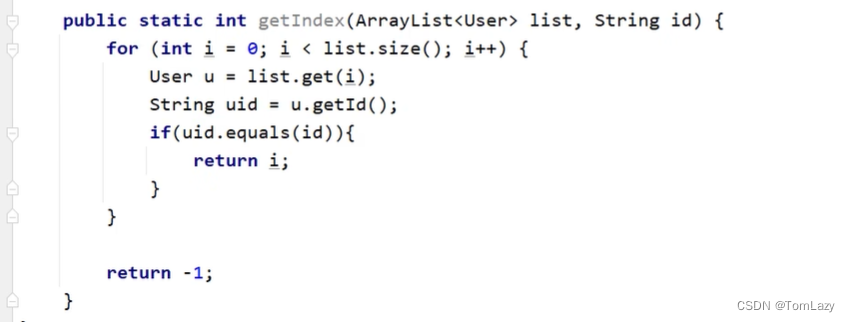 public static int getIndex(ArrayList<User> list, String id) {
    for (int i = 0; i < list.size(); i++) {
        User u = list.get(i);
        String uid = u.getId();
        if(uid.equals(id)){
            return i;
        }
    }

    return -1;
}
CSDN @TomLazy